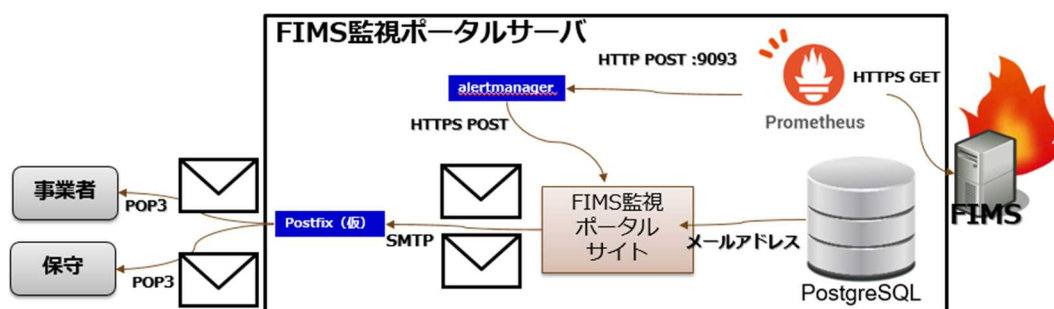 FIMS監視ポータルサーバ
HTTP POST :9093
alertmanager
HTTPS GET
Prometheus
HTTPS POST
事業者
POP3
FIMS監視
ポータル
サイト
Postfix（仮）
SMTP
メールアドレス
FIMS
保守
POP3
PostgreSQL